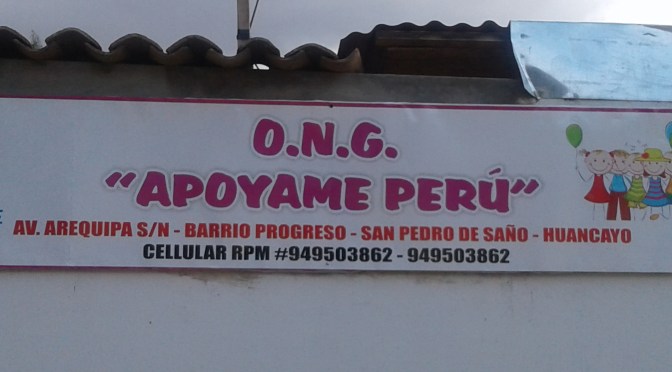 O.N.G.
"APOYAME PERÚ"
AV. AREQUIPA S/N - BARRIO PROGRESO - SAN PEDRO DE SAÑO - HUANCAYO
CELLULAR RPM #949503862 - 949503862